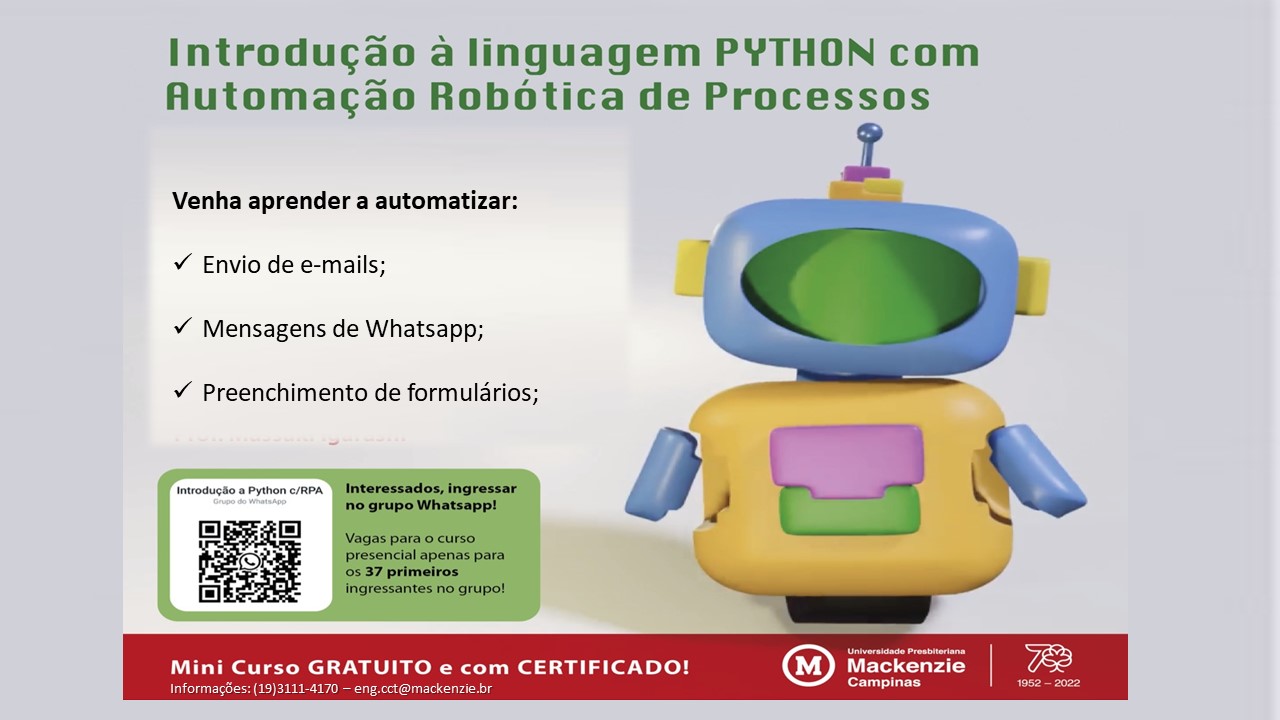 Introdução à linguagem PYTHON com
Automação Robótica de Processos
Venha aprender a automatizar:
✓ Envio de e-mails;
✓ Mensagens de Whatsapp;
✓ Preenchimento de formulários;
Introdução a Python c/RPA
Grupo do WhatsApp
Interessados, ingressar
no grupo Whatsapp!
Vagas para o curso
presencial apenas para
os 37 primeiros
ingressantes no grupo!
Mini Curso GRATUITO e com CERTIFICADO!
Informações: (19)3111-4170 – eng.cct@mackenzie.br
M
Universidade Presbiteriana
Mackenzie
Campinas
70
1952 – 2022